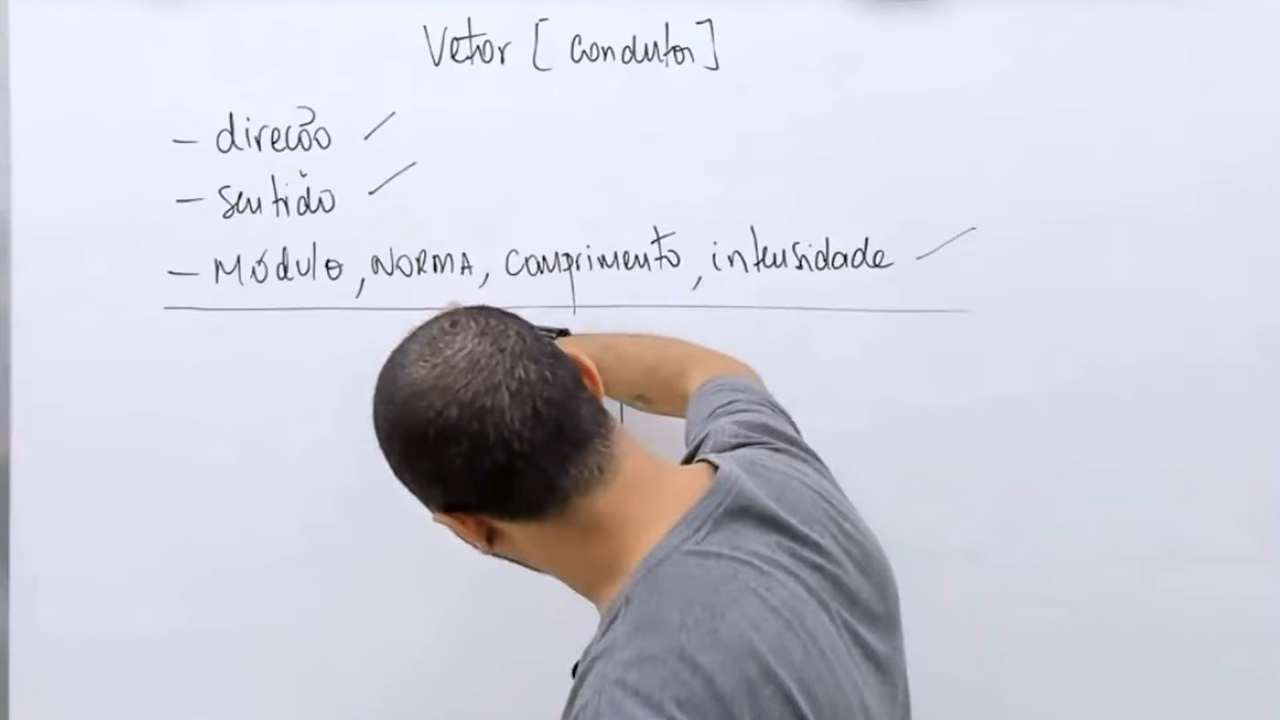 Vetor [condutor]
- direção
- sentido
- Módulo, NORMA, comprimento, intensidade